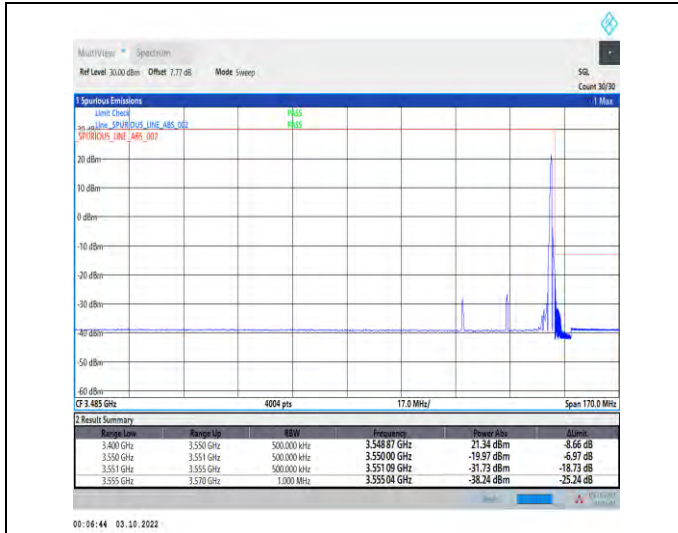 MultiView Spectrum
Ref Level 30.00 dBm Offset 7.77 dB Mode Sweep SGL
Count 30/30
1 Spurious Emissions 1 Max
Limit Check PASS
Line _SPURIOUS_LINE_ABS_002 PASS
_SPURIOUS_LINE_ABS_002
20 dBm
10 dBm
0 dBm
-10 dBm
-20 dBm
-30 dBm
-40 dBm
-50 dBm
-60 dBm
CF 3.485 GHz 4004 pts 17.0 MHz/ Span 170.0 MHz
2 Result Summary
Range Low Range Up RBW Frequency Power Abs ΔLimit
3.400 GHz 3.550 GHz 500.000 kHz 3.548 87 GHz 21.34 dBm -8.66 dB
3.550 GHz 3.551 GHz 500.000 kHz 3.550 00 GHz -19.97 dBm -6.97 dB
3.551 GHz 3.555 GHz 500.000 kHz 3.551 09 GHz -31.73 dBm -18.73 dB
3.555 GHz 3.570 GHz 1.000 MHz 3.555 04 GHz -38.24 dBm -25.24 dB
00:06:44 03.10.2022